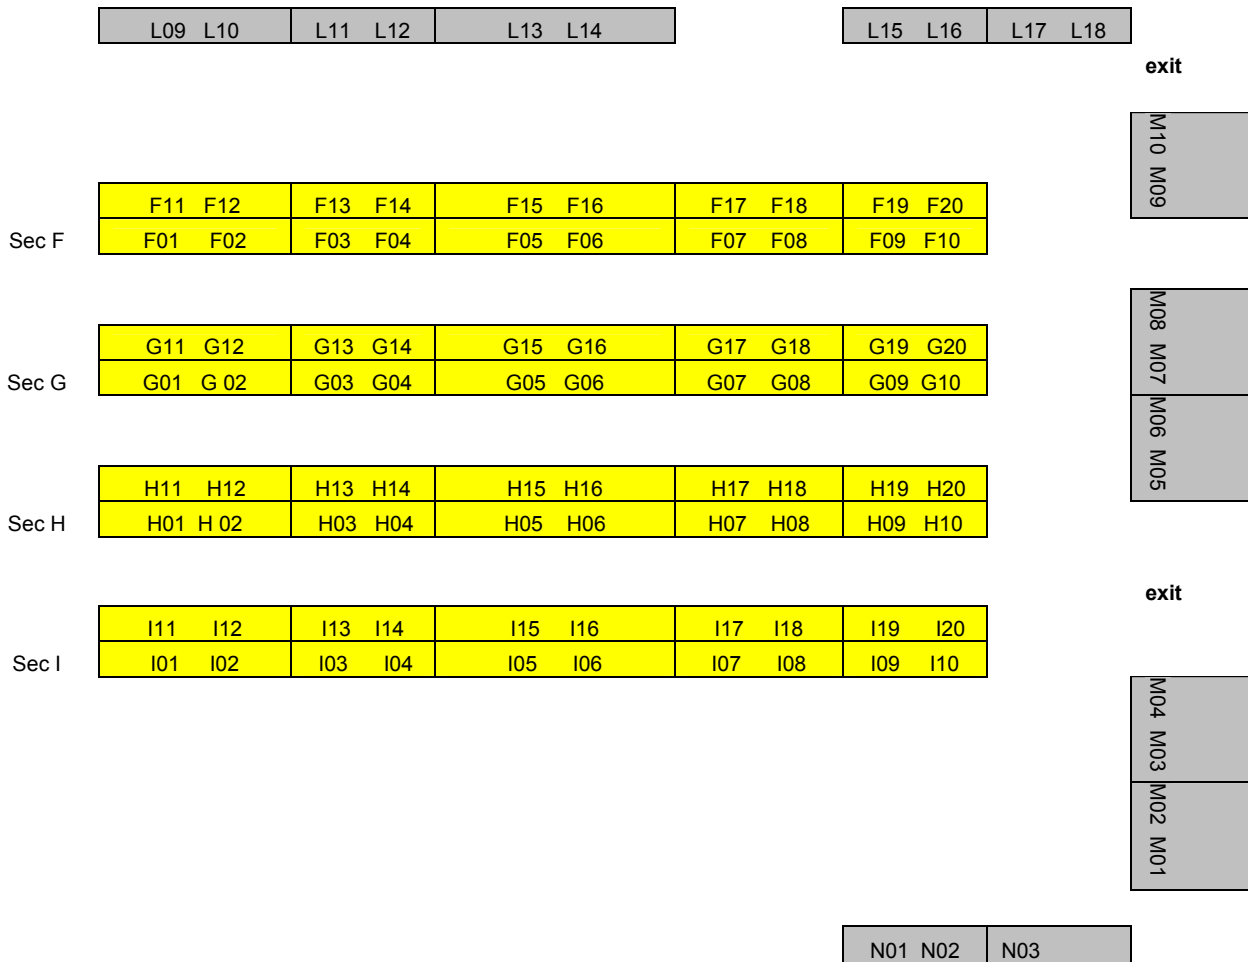 L09 L10 L11 L12 L13 L14 L15 L16 L17 L18
exit
M10 M09
F11 F12 F13 F14 F15 F16 F17 F18 F19 F20
Sec F F01 F02 F03 F04 F05 F06 F07 F08 F09 F10
M08 M07
G11 G12 G13 G14 G15 G16 G17 G18 G19 G20
Sec G G01 G 02 G03 G04 G05 G06 G07 G08 G09 G10
M06 M05
H11 H12 H13 H14 H15 H16 H17 H18 H19 H20
Sec H H01 H 02 H03 H04 H05 H06 H07 H08 H09 H10
exit
I11 I12 I13 I14 I15 I16 I17 I18 I19 I20
Sec I I01 I02 I03 I04 I05 I06 I07 I08 I09 I10
M04 M03
M02 M01
N01 N02 N03